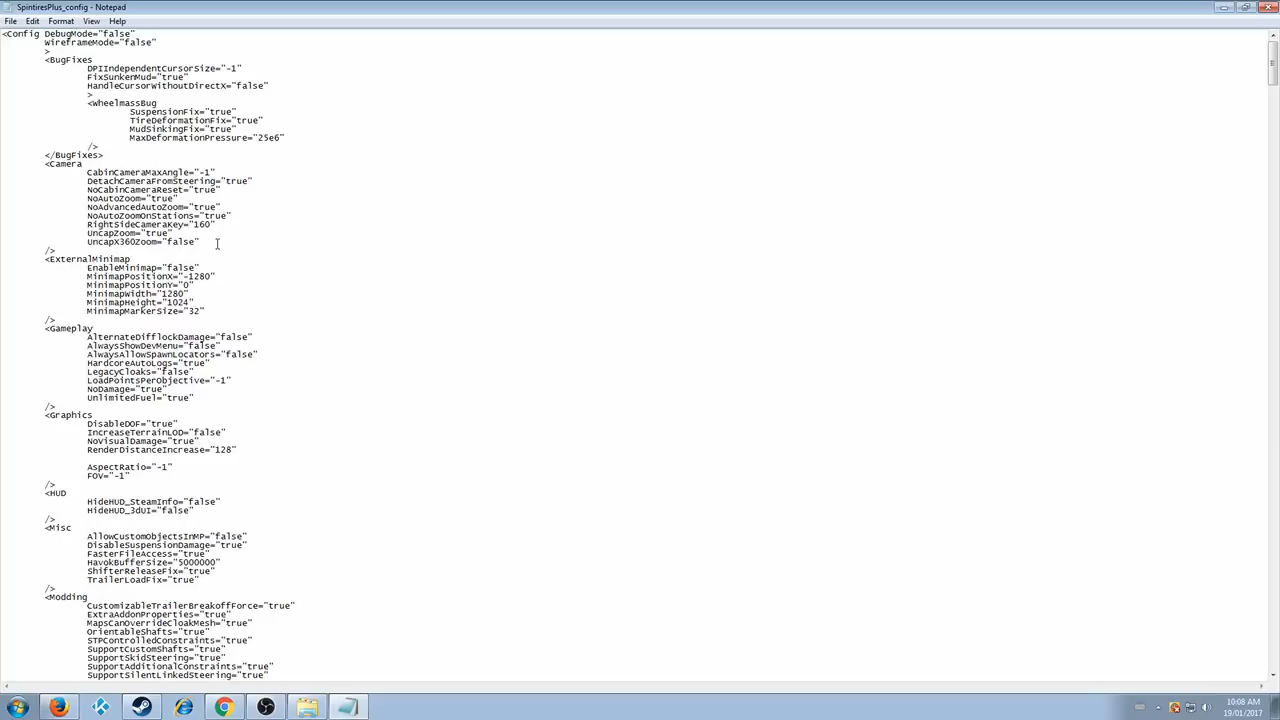 SpintiresPlus_config - Notepad
File Edit Format View Help
<Config DebugMode="false"
WireframeMode="false"
>
<BugFixes
DPIIndependentCursorSize="-1"
FixSunkenMud="true"
HandleCursorWithoutDirectX="false"
>
<WheelmassBug
SuspensionFix="true"
TireDeformationFix="true"
MudSinkingFix="true"
MaxDeformationPressure="25e6"
/>
</BugFixes>
<Camera
CabinCameraMaxAngle="-1"
DetachCameraFromSteering="true"
NoCabinCameraReset="true"
NoAutoZoom="true"
NoAdvancedAutoZoom="true"
NoAutoZoomOnStations="true"
RightSideCameraKey="160"
UncapZoom="true"
UncapX360Zoom="false"
/>
<ExternalMinimap
EnableMinimap="false"
MinimapPositionX="-1280"
MinimapPositionY="0"
MinimapWidth="1280"
MinimapHeight="1024"
MinimapMarkerSize="32"
/>
<Gameplay
AlternateDifflockDamage="false"
AlwaysShowDevMenu="false"
AlwaysAllowSpawnLocators="false"
HardcoreAutoLogs="true"
LegacyCloaks="false"
LoadPointsPerObjective="-1"
NoDamage="true"
UnlimitedFuel="true"
/>
<Graphics
DisableDOF="true"
IncreaseTerrainLOD="false"
NoVisualDamage="true"
RenderDistanceIncrease="128"
AspectRatio="-1"
FOV="-1"
/>
<HUD
HideHUD_SteamInfo="false"
HideHUD_3dUI="false"
/>
<Misc
AllowCustomObjectsInMP="false"
DisableSuspensionDamage="true"
FasterFileAccess="true"
HavokBufferSize="5000000"
ShifterReleaseFix="true"
TrailerLoadFix="true"
/>
<Modding
CustomizableTrailerBreakoffForce="true"
ExtraAddonProperties="true"
MapsCanOverrideCloakMesh="true"
OrientableShafts="true"
STPControlledConstraints="true"
SupportCustomShafts="true"
SupportSkidSteering="true"
SupportAdditionalConstraints="true"
SupportSilentLinkedSteering="true"
10:08 AM
19/01/2017